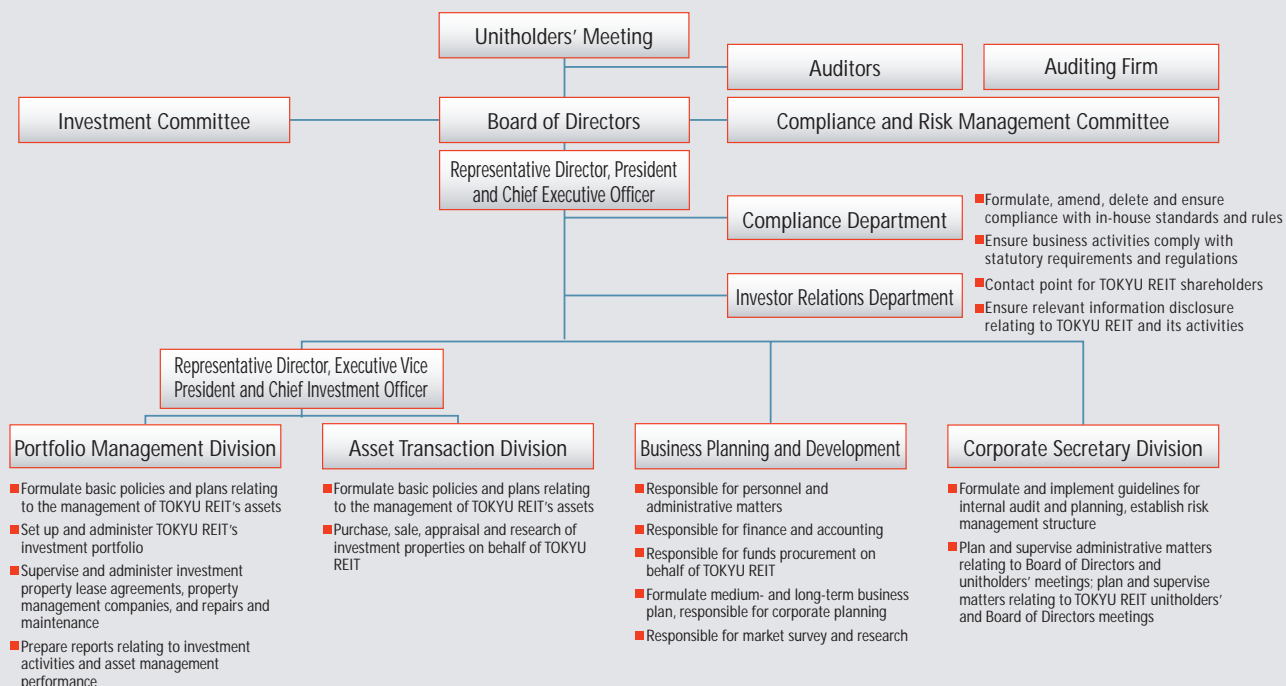 Unitholders' Meeting
Auditors
Auditing Firm
Investment Committee
Board of Directors
Compliance and Risk Management Committee
Representative Director, President
and Chief Executive Officer
Compliance Department
■Formulate, amend, delete and ensure
compliance with in-house standards and rules
■Ensure business activities comply with
statutory requirements and regulations
Investor Relations Department
■Contact point for TOKYU REIT shareholders
■Ensure relevant information disclosure
relating to TOKYU REIT and its activities
Representative Director, Executive Vice
President and Chief Investment Officer
Portfolio Management Division
■Formulate basic policies and plans relating
to the management of TOKYU REIT's assets
■Set up and administer TOKYU REIT's
investment portfolio
■Supervise and administer investment
property lease agreements, property
management companies, and repairs and
maintenance
■Prepare reports relating to investment
activities and asset management
performance
Asset Transaction Division
■Formulate basic policies and plans relating
to the management of TOKYU REIT's assets
■Purchase, sale, appraisal and research of
investment properties on behalf of TOKYU
REIT
Business Planning and Development
■Responsible for personnel and
administrative matters
■Responsible for finance and accounting
■Responsible for funds procurement on
behalf of TOKYU REIT
■Formulate medium- and long-term business
plan, responsible for corporate planning
■Responsible for market survey and research
Corporate Secretary Division
■Formulate and implement guidelines for
internal audit and planning, establish risk
management structure
■Plan and supervise administrative matters
relating to Board of Directors and
unitholders' meetings; plan and supervise
matters relating to TOKYU REIT unitholders'
and Board of Directors meetings